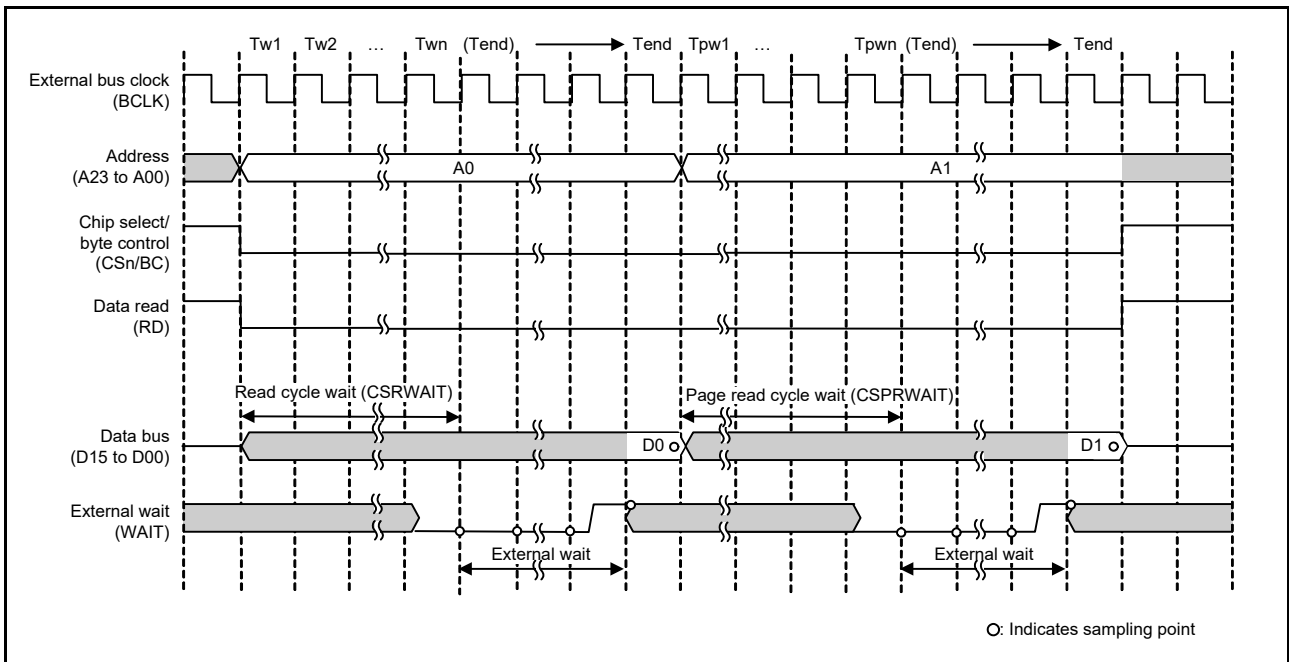 Tw1 Tw2 … Twn (Tend) Tend Tpw1 … Tpwn (Tend) Tend
External bus clock
(BCLK)
Address
(A23 to A00)
A0 A1
Chip select/
byte control
(CSn/BC)
Data read
(RD)
Read cycle wait (CSRWAIT) Page read cycle wait (CSPRWAIT)
Data bus
(D15 to D00)
D0 D1
External wait
(WAIT)
External wait External wait
O: Indicates sampling point